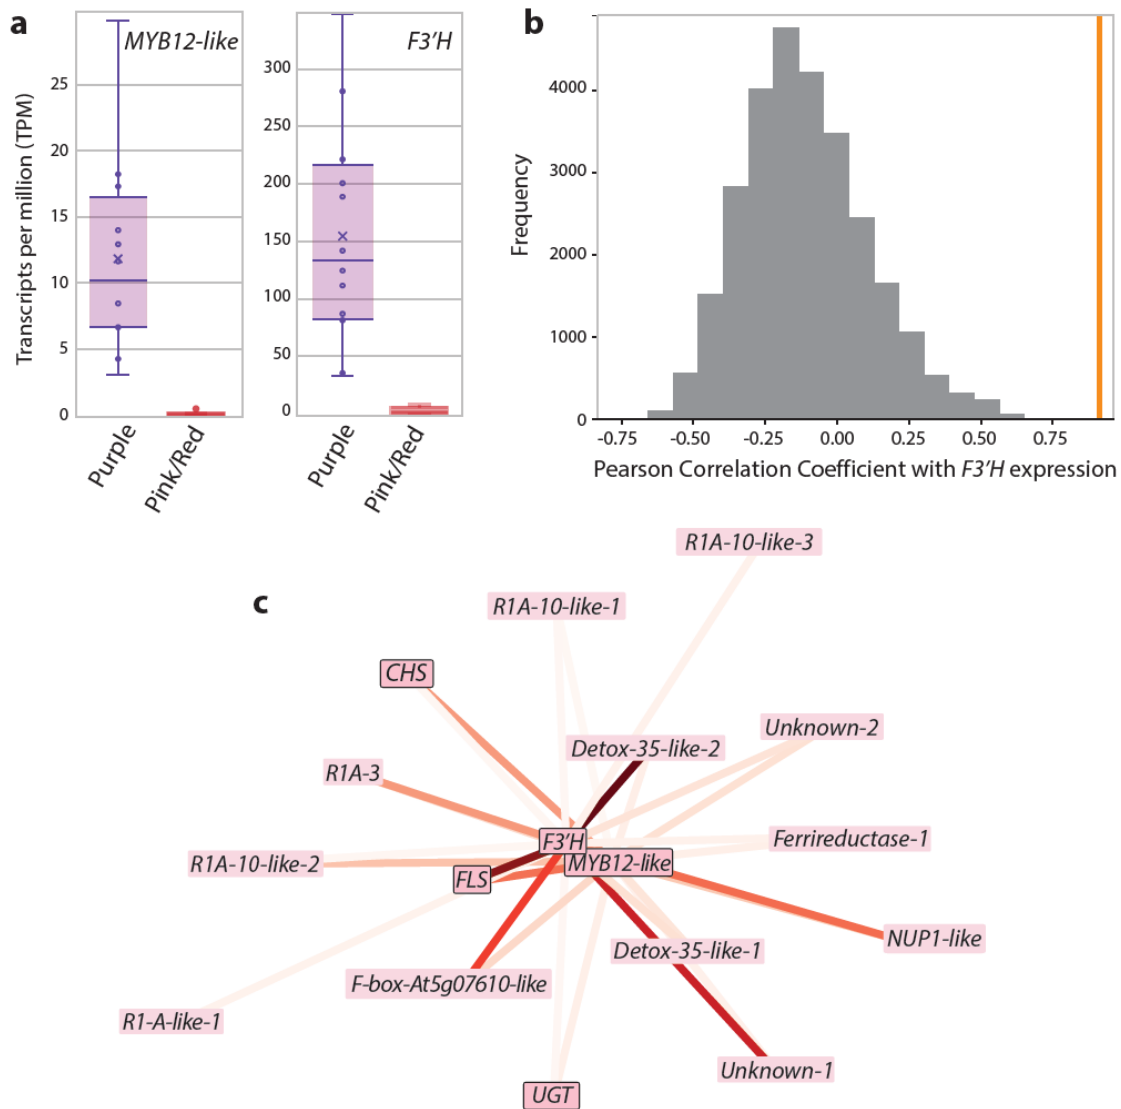 a
MYB12-like
F3'H
Transcripts per million (TPM)
25
20
15
10
5
0
300
250
200
150
100
50
0
Purple
Pink/Red
Purple
Pink/Red
b
Frequency
4000
3000
2000
1000
0
-0.75
-0.50
-0.25
0.00
0.25
0.50
0.75
Pearson Correlation Coefficient with F3'H expression
c
R1A-10-like-3
R1A-10-like-1
CHS
Unknown-2
Detox-35-like-2
R1A-3
F3'H
Ferrireductase-1
R1A-10-like-2
MYB12-like
FLS
NUP1-like
Detox-35-like-1
F-box-At5g07610-like
R1-A-like-1
Unknown-1
UGT